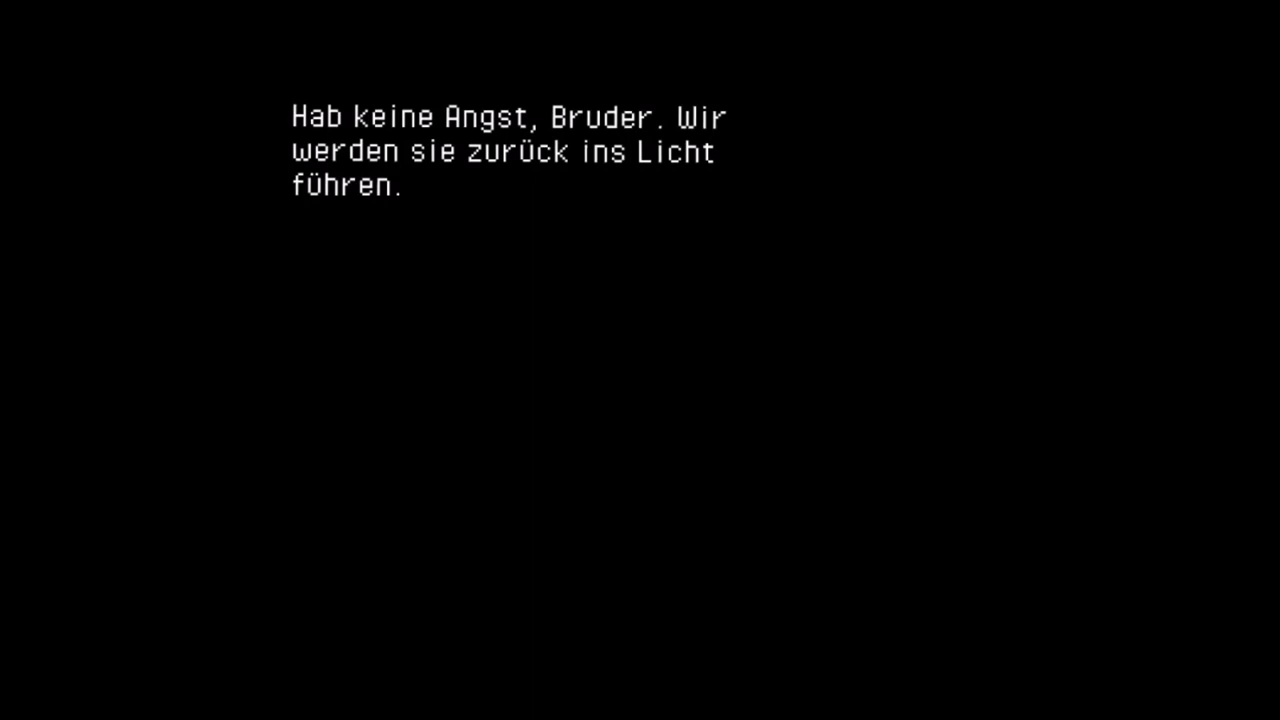 Hab keine Angst, Bruder. Wir
werden sie zurück ins Licht
führen.